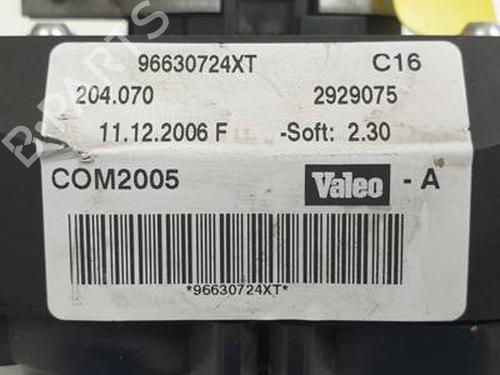 96630724XT C16
204.070 2929075
11.12.2006 F -Soft: 2.30
COM2005 Valeo - A
*96630724XT*
B-PARTS